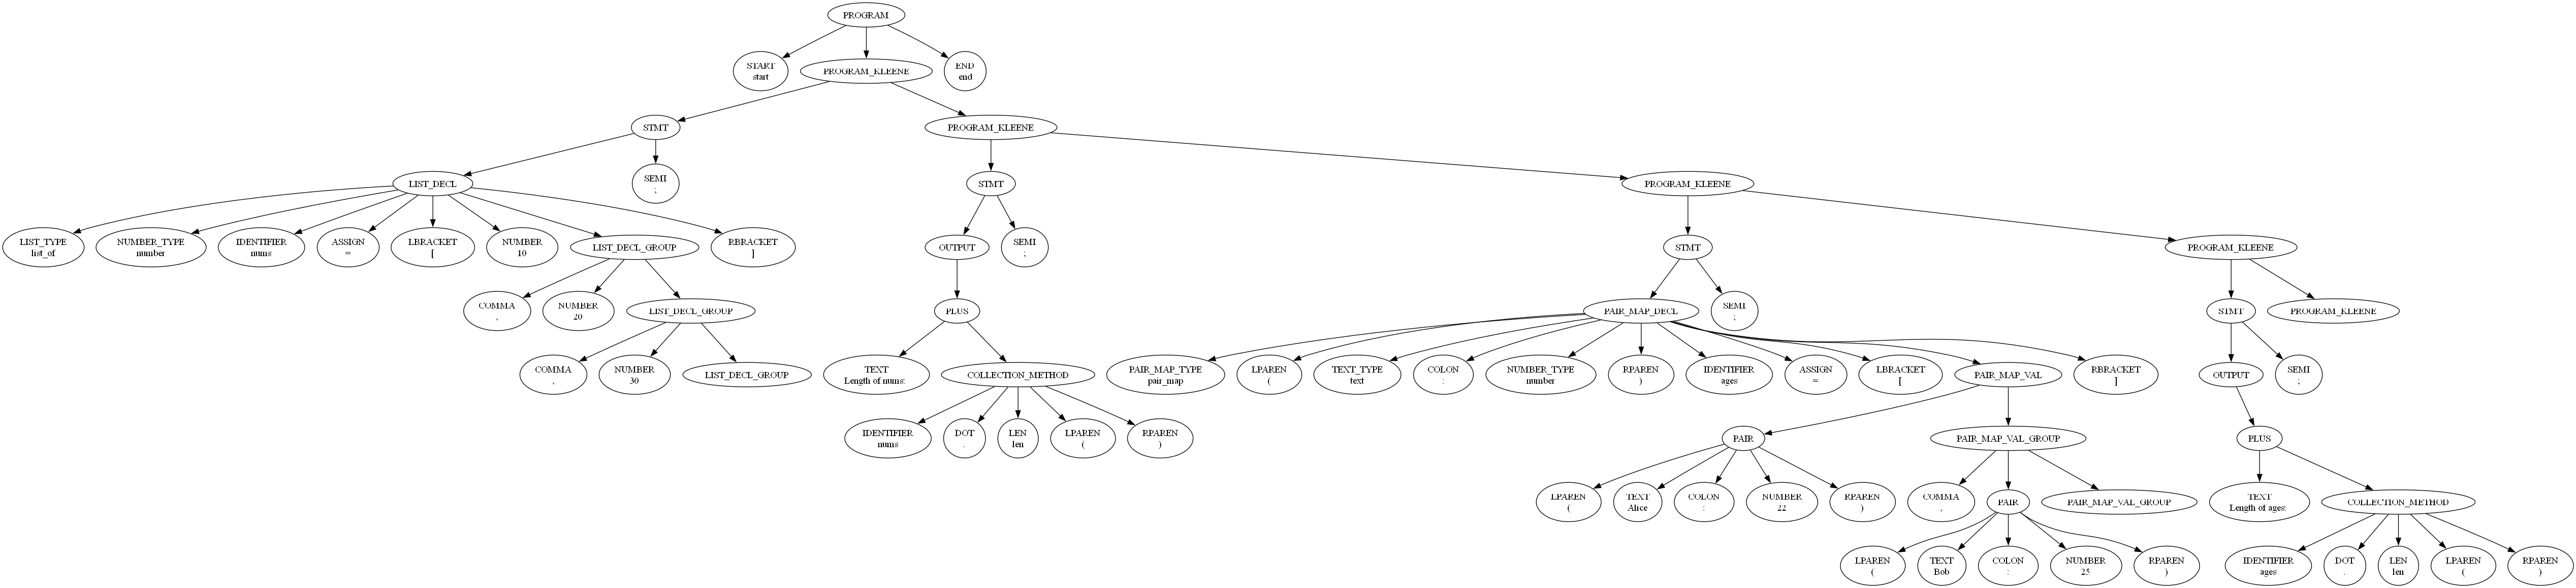 PROGRAM
START
start
PROGRAM_KLEENE
END
end
STMT
PROGRAM_KLEENE
LIST_DECL
SEMI
;
STMT
PROGRAM_KLEENE
LIST_TYPE
list_of
NUMBER_TYPE
number
IDENTIFIER
nums
ASSIGN
=
LBRACKET
[
NUMBER
10
LIST_DECL_GROUP
RBRACKET
]
OUTPUT
SEMI
;
STMT
PROGRAM_KLEENE
COMMA
,
NUMBER
20
LIST_DECL_GROUP
PLUS
PAIR_MAP_DECL
SEMI
;
STMT
PROGRAM_KLEENE
COMMA
,
NUMBER
30
LIST_DECL_GROUP
TEXT
Length of nums:
COLLECTION_METHOD
PAIR_MAP_TYPE
pair_map
LPAREN
(
TEXT_TYPE
text
COLON
:
NUMBER_TYPE
number
RPAREN
)
IDENTIFIER
ages
ASSIGN
=
LBRACKET
[
PAIR_MAP_VAL
RBRACKET
]
OUTPUT
SEMI
;
IDENTIFIER
nums
DOT
.
LEN
len
LPAREN
(
RPAREN
)
PAIR
PAIR_MAP_VAL_GROUP
PLUS
LPAREN
(
TEXT
Alice
COLON
:
NUMBER
22
RPAREN
)
COMMA
,
PAIR
PAIR_MAP_VAL_GROUP
TEXT
Length of ages:
COLLECTION_METHOD
LPAREN
(
TEXT
Bob
COLON
:
NUMBER
25
RPAREN
)
IDENTIFIER
ages
DOT
.
LEN
len
LPAREN
(
RPAREN
)